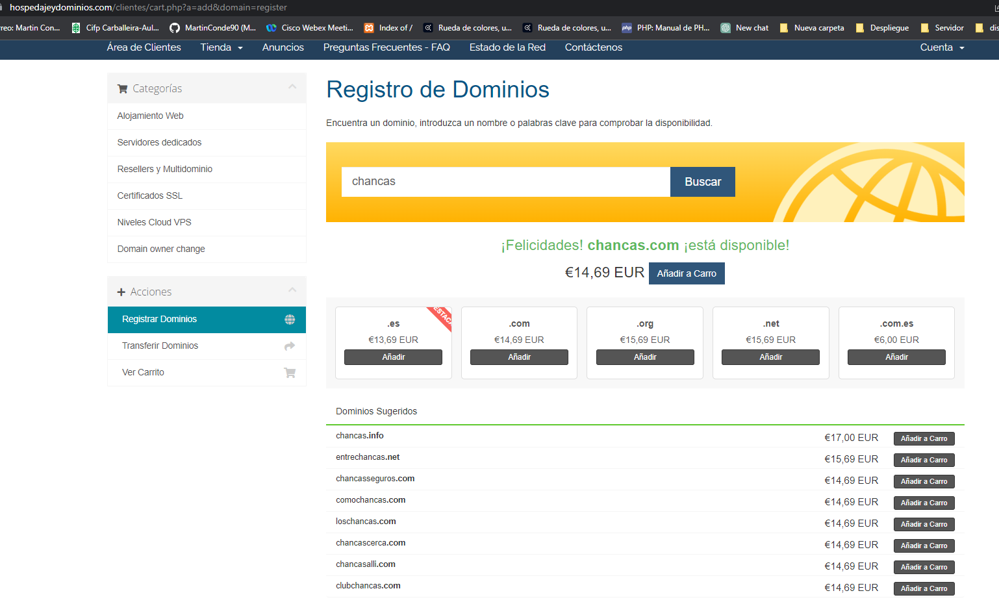 hospedajeydominios.com/clientes/cart.php?a=add&domain=register
reo: Martin Con... Cifp Carballeira-Aul... MartinConde90 (M... Cisco Webex Meeti... Index of / Rueda de colores, u... Rueda de colores, u... php PHP: Manual de PH... New chat Nueva carpeta Despliegue Servidor dis
Área de Clientes Tienda Anuncios Preguntas Frecuentes - FAQ Estado de la Red Contáctenos Cuenta
Categorías
Alojamiento Web
Servidores dedicados
Resellers y Multidominio
Certificados SSL
Niveles Cloud VPS
Domain owner change
Acciones
Registrar Dominios
Transferir Dominios
Ver Carrito
Registro de Dominios
Encuentra un dominio, introduzca un nombre o palabras clave para comprobar la disponibilidad.
chancas Buscar
¡Felicidades! chancas.com ¡está disponible!
€14,69 EUR Añadir a Carro
ESTACA
.es .com .org .net .com.es
€13,69 EUR €14,69 EUR €15,69 EUR €15,69 EUR €6,00 EUR
Añadir Añadir Añadir Añadir Añadir
Dominios Sugeridos
chancas.info €17,00 EUR Añadir a Carro
entrechancas.net €15,69 EUR Añadir a Carro
chancasseguros.com €14,69 EUR Añadir a Carro
comochancas.com €14,69 EUR Añadir a Carro
loschancas.com €14,69 EUR Añadir a Carro
chancascerca.com €14,69 EUR Añadir a Carro
chancasalli.com €14,69 EUR Añadir a Carro
clubchancas.com €14,69 EUR Añadir a Carro